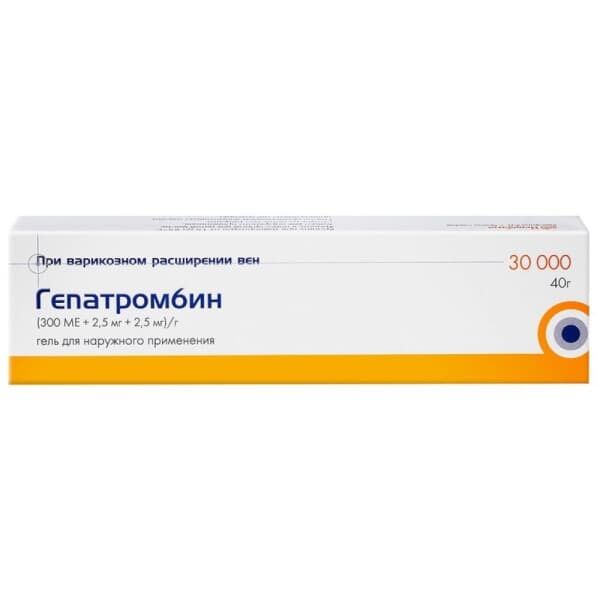 При варикозном расширении вен
30 000
40г
Гепатромбин
(300 МЕ + 2,5 мг + 2,5 мг)/г
гель для наружного применения